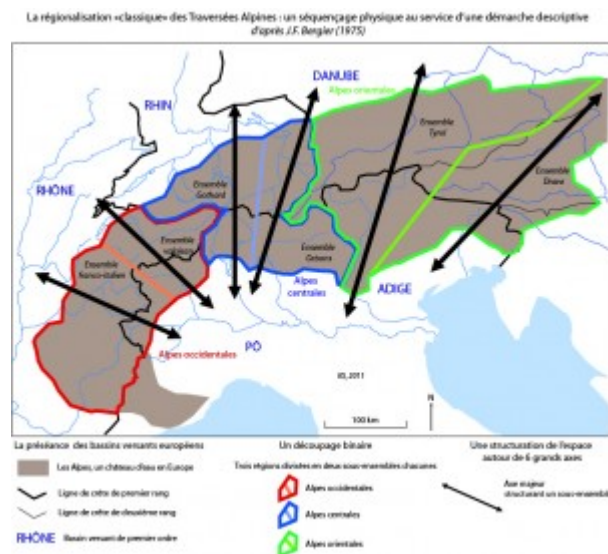 La régionalisation «classique» des Traversées Alpines : un séquençage physique au service d'une démarche descriptive
d'après J.F. Bergier (1975)
DANUBE
Alpes orientales
RHIN
Ensemble
Tyrol
RHÔNE
Ensemble
Gothard
Ensemble
Ensemble
Ensemble
franco-italien
Ensemble
Alpes
centrales
ADIGE
PÔ
Alpes occidentales
2011
N
100 km
La préséance des bassins versants européens
Les Alpes, un château d'eau en Europe
Ligne de crête de premier rang
Ligne de crête de deuxième rang
RHÔNE
Bassin versant de premier ordre
Un découpage binaire
Trois régions divisées en deux sous-ensembles chacunes
Alpes occidentales
Alpes centrales
Alpes orientales
Une structuration de l'espace
autour de 6 grands axes
Axe majeur
structurant un sous-ensemble